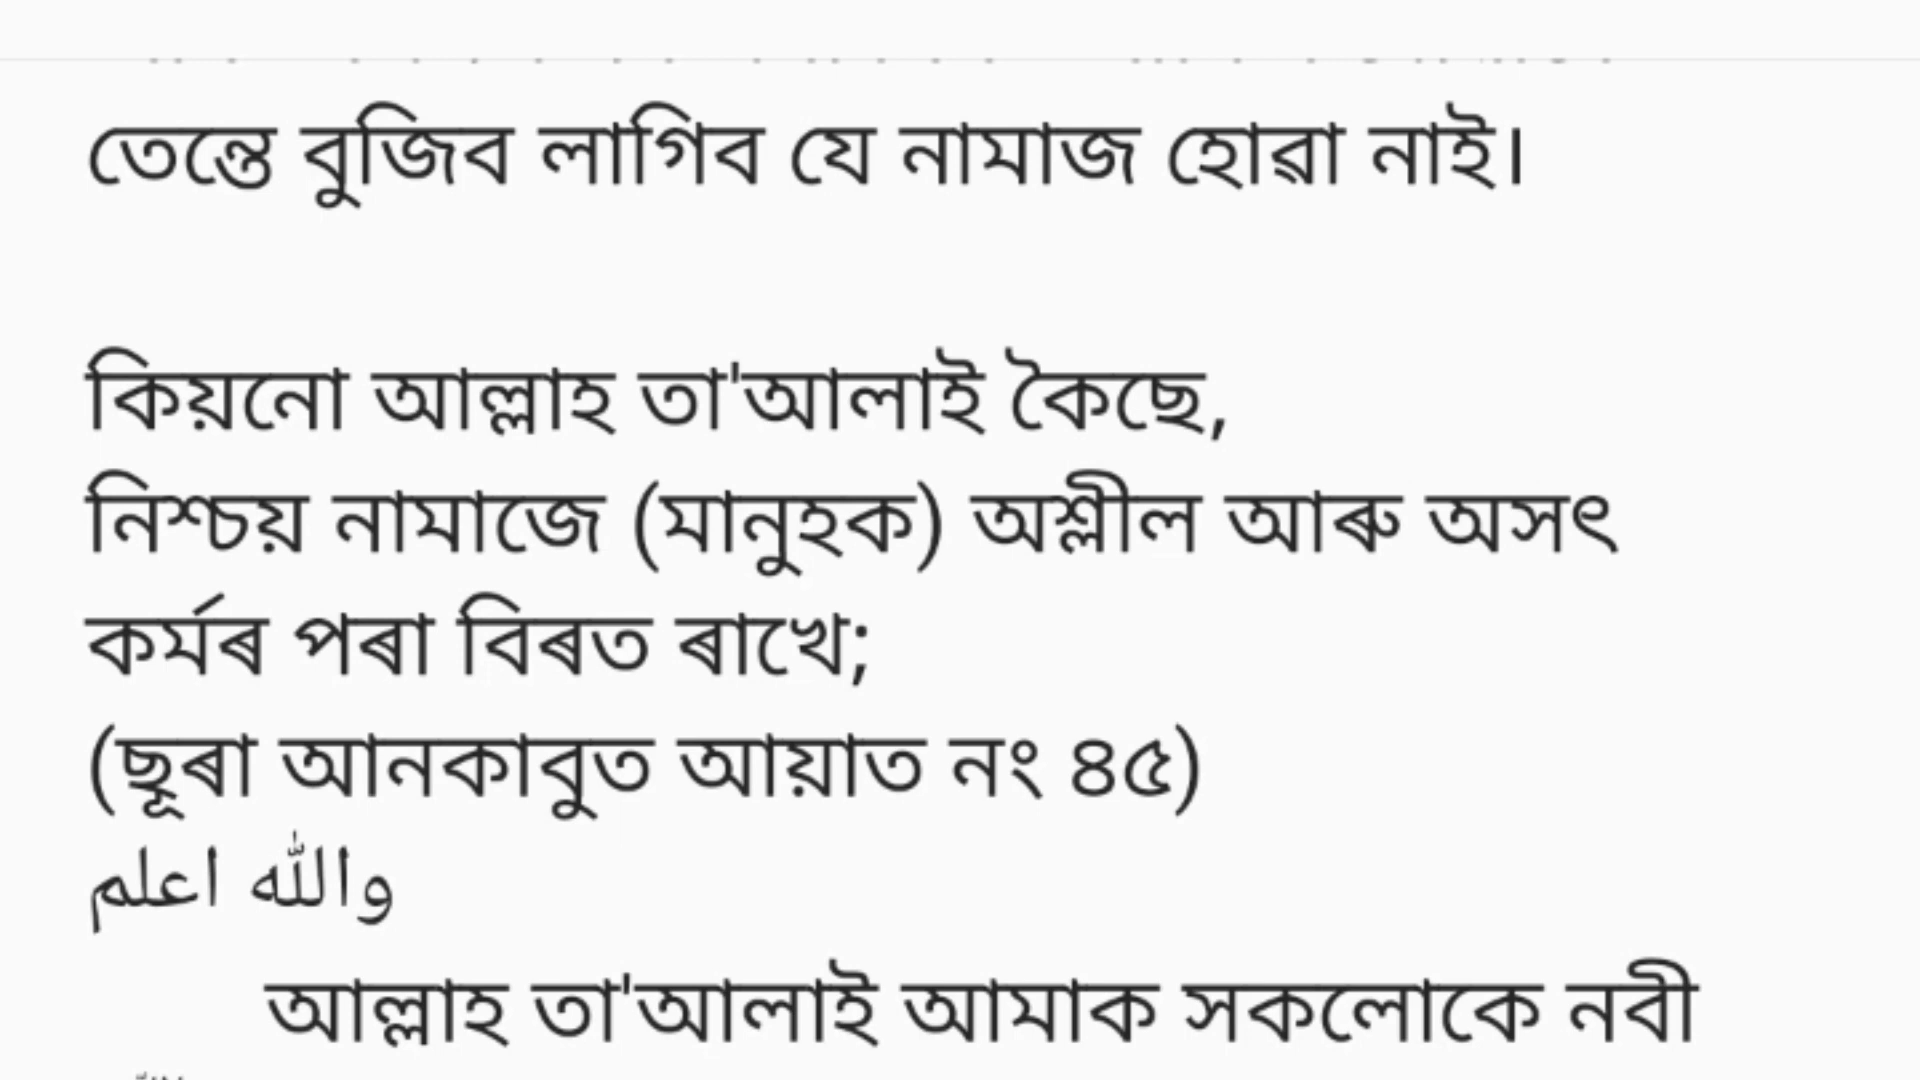 তেন্তে বুজিব লাগিব যে নামাজ হোৱা নাই।
কিয়নো আল্লাহ তা'আলাই কৈছে,
নিশ্চয় নামাজে (মানুহক) অশ্লীল আৰু অসৎ
কৰ্মৰ পৰা বিৰত ৰাখে;
(ছূৰা আনকাবুত আয়াত নং ৪৫)
والله اعلم
আল্লাহ তা'আলাই আমাক সকলোকে নবী